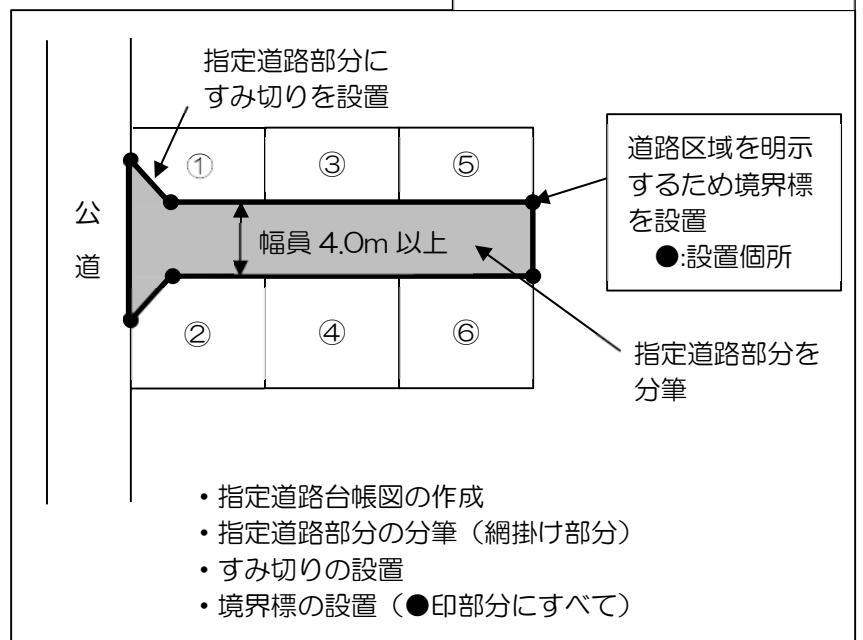 指定道路部分に
すみ切りを設置
公
道
①
③
⑤
幅員 4.0m 以上
②
④
⑥
道路区域を明示
するため境界標
を設置
●:設置個所
指定道路部分を
分筆
・指定道路台帳図の作成
・指定道路部分の分筆（網掛け部分）
・すみ切りの設置
・境界標の設置（●印部分にすべて）